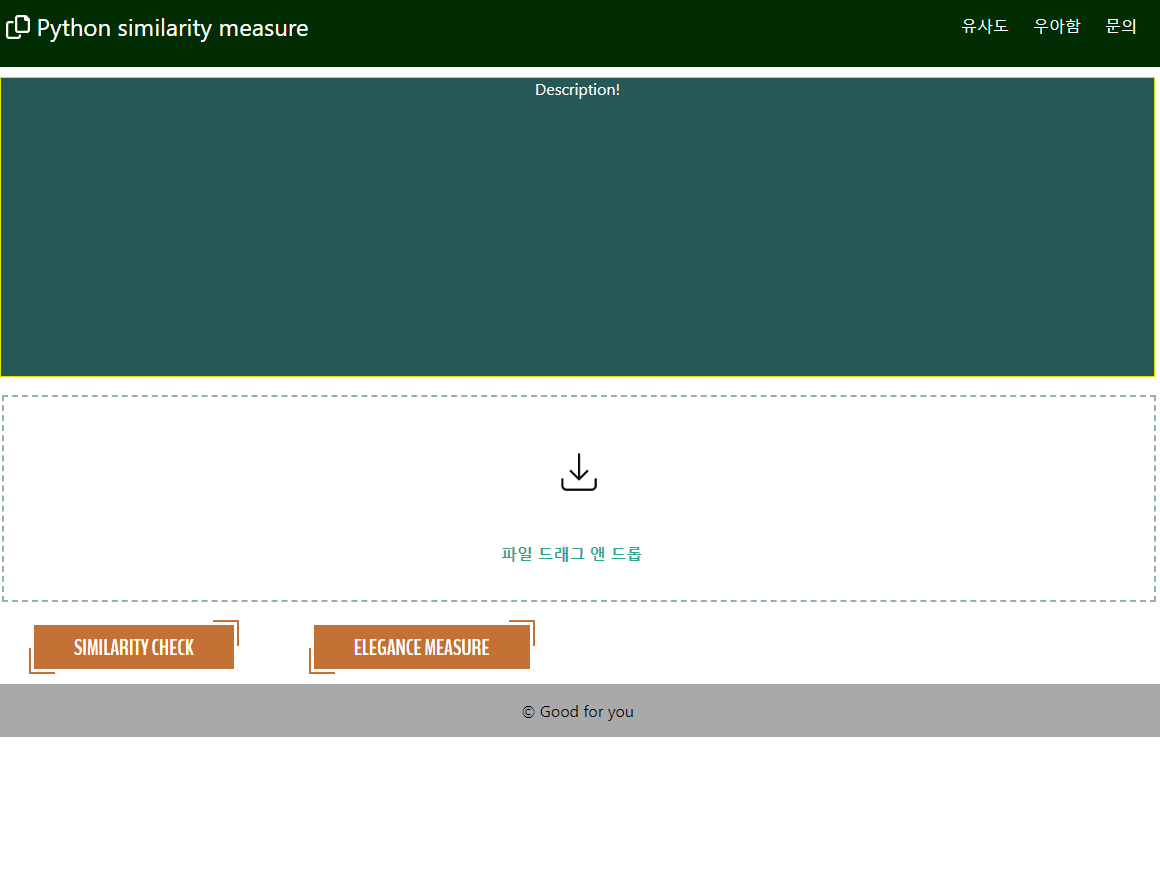 Python similarity measure
유사도 우아함 문의
Description!
파일 드래그 앤 드롭
SIMILARITY CHECK
ELEGANCE MEASURE
© Good for you